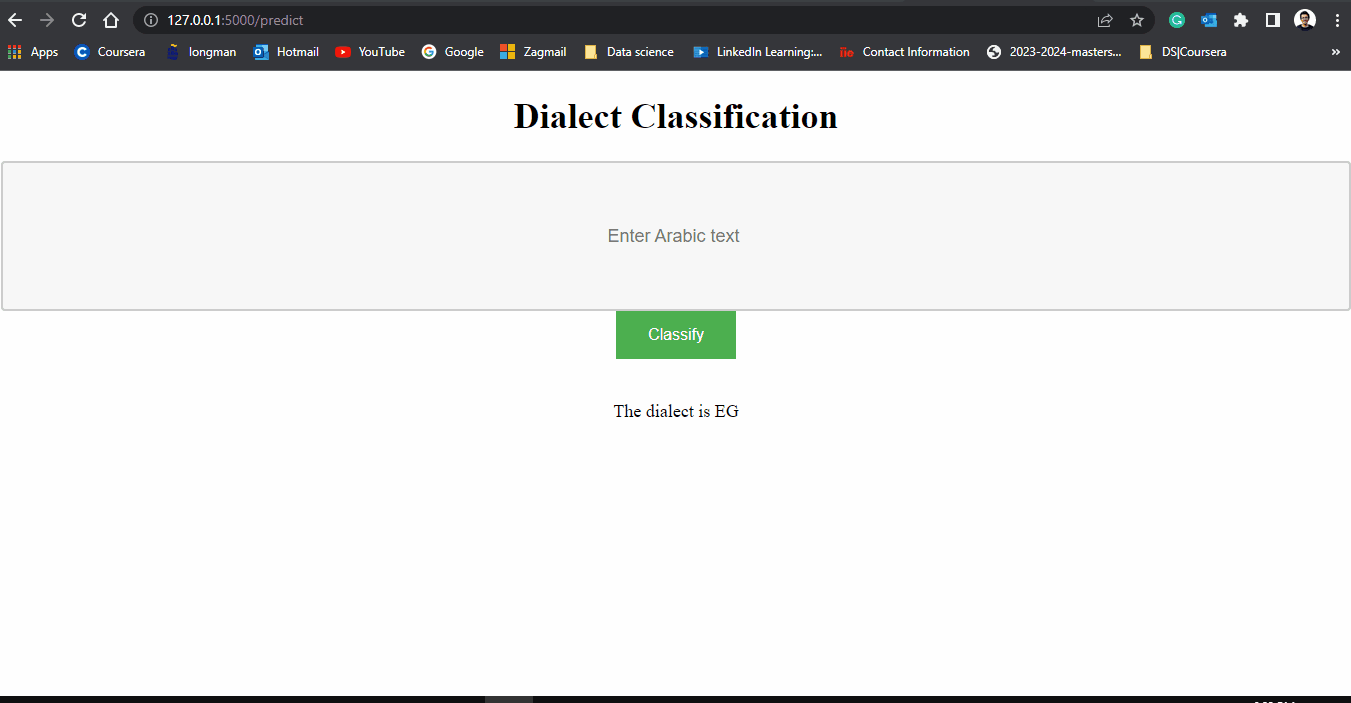 127.0.0.1:5000/predict
Apps Coursera longman Hotmail YouTube Google Zagmail Data science LinkedIn Learning:... Contact Information 2023-2024-masters... DS|Coursera »
Dialect Classification
Enter Arabic text
Classify
The dialect is EG